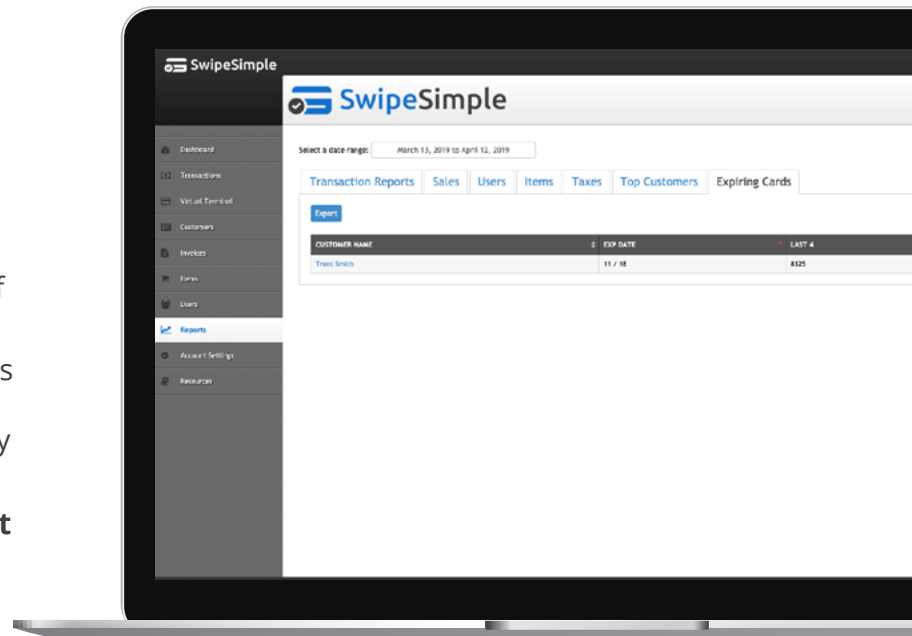 SwipeSimple
SwipeSimple
Dashboard
Transactions
Virtual Terminal
Customers
Invoices
Items
Users
Reports
Account Settings
Resources
Select a date range: March 13, 2019 to April 12, 2019
Transaction Reports Sales Users Items Taxes Top Customers Expiring Cards
Export
CUSTOMER NAME EXP DATE LAST 4
Trent Smith 11 / 18 8325
f
s
y
t